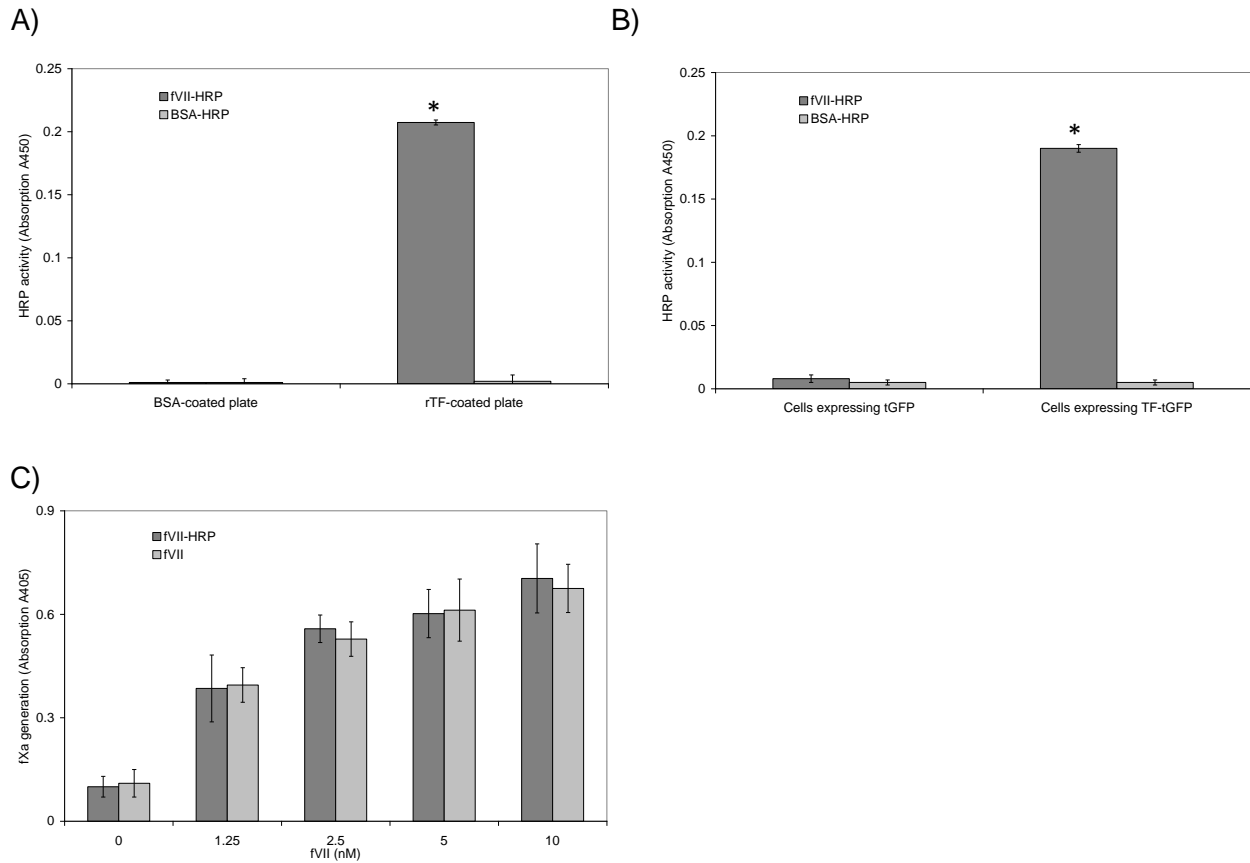 A)
0.25
0.2
0.15
0.1
0.05
0
HRP activity (Absorption A450)
fVII-HRP
BSA-HRP
*
BSA-coated plate
rTF-coated plate
B)
0.25
0.2
0.15
0.1
0.05
0
HRP activity (Absorption A450)
fVII-HRP
BSA-HRP
*
Cells expressing tGFP
Cells expressing TF-tGFP
C)
0.9
0.6
0.3
0
fXa generation (Absorption A405)
fVII-HRP
fVII
0 1.25 2.5 5 10
fVII (nM)